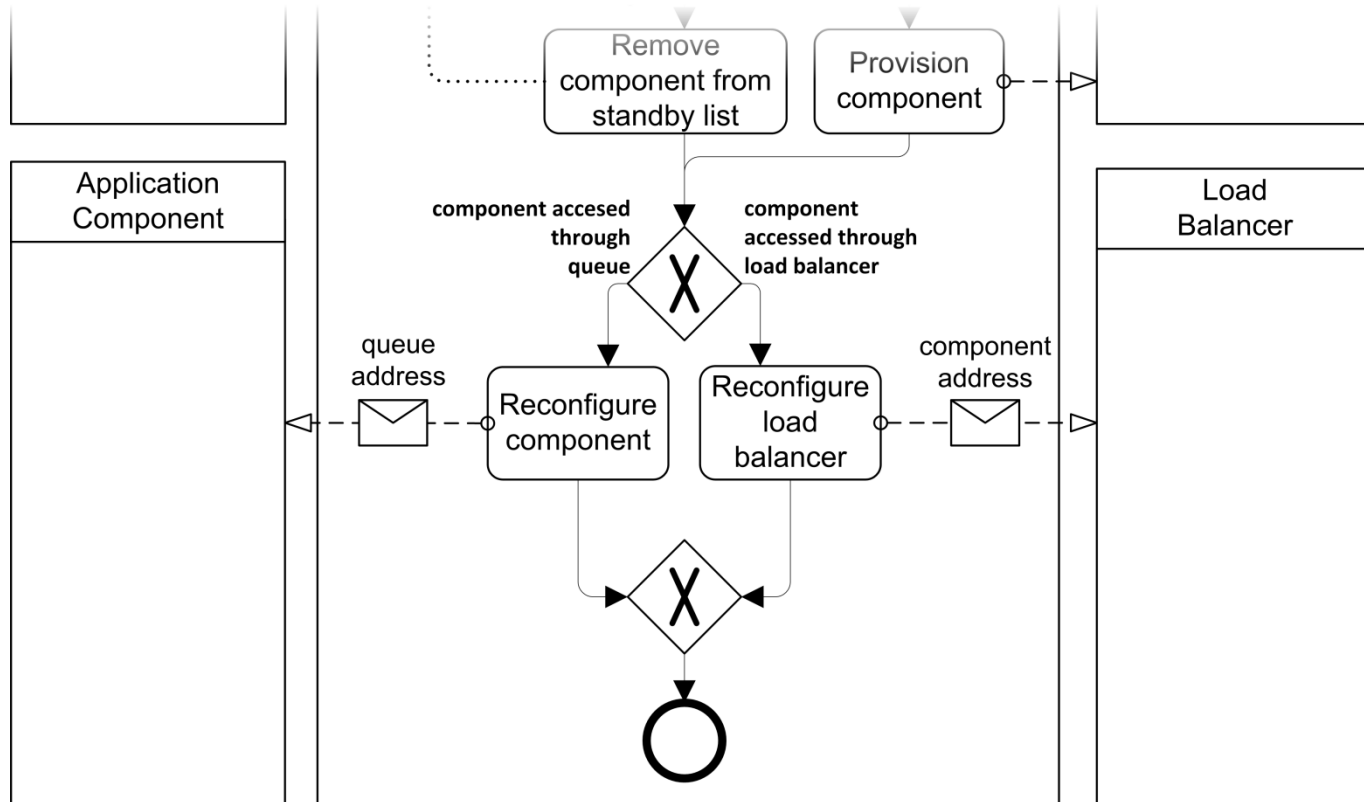 Remove
component from
standby list
Provision
component
Application
Component
Load
Balancer
component accesed
through
queue
component
accessed through
load balancer
queue
address
component
address
Reconfigure
component
Reconfigure
load
balancer